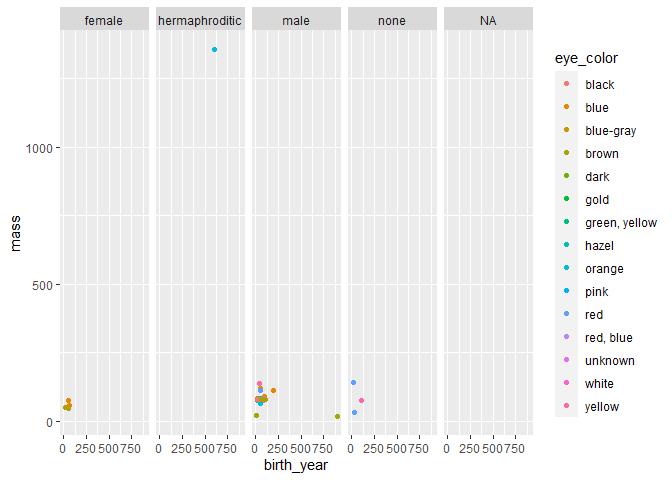 female hermaphroditic male none NA
eye_color
black
blue
blue-gray
brown
dark
gold
green, yellow
hazel
orange
pink
red
red, blue
unknown
white
yellow
1000
500
0
mass
0 250 500 750 0 250 500 750 0 250 500 750 0 250 500 750 0 250 500 750
birth_year